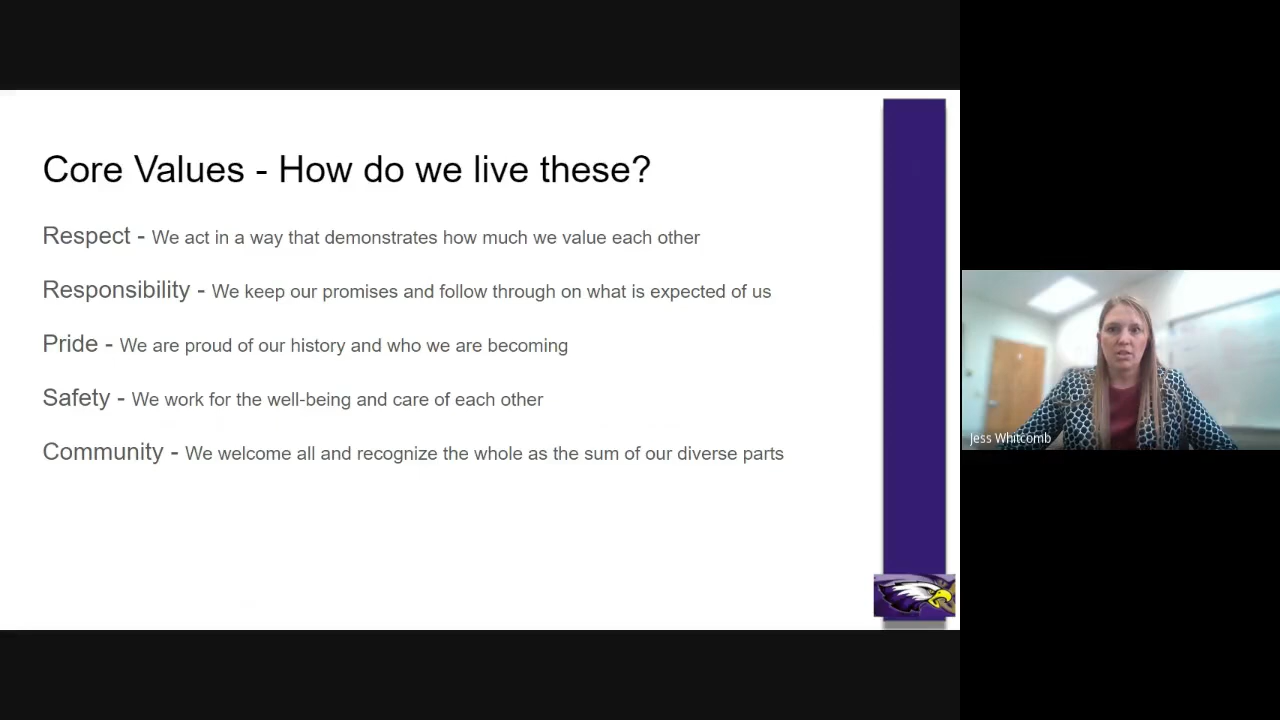 Core Values - How do we live these?
Respect - We act in a way that demonstrates how much we value each other
Responsibility - We keep our promises and follow through on what is expected of us
Pride - We are proud of our history and who we are becoming
Safety - We work for the well-being and care of each other
Community - We welcome all and recognize the whole as the sum of our diverse parts
Jess Whitcomb